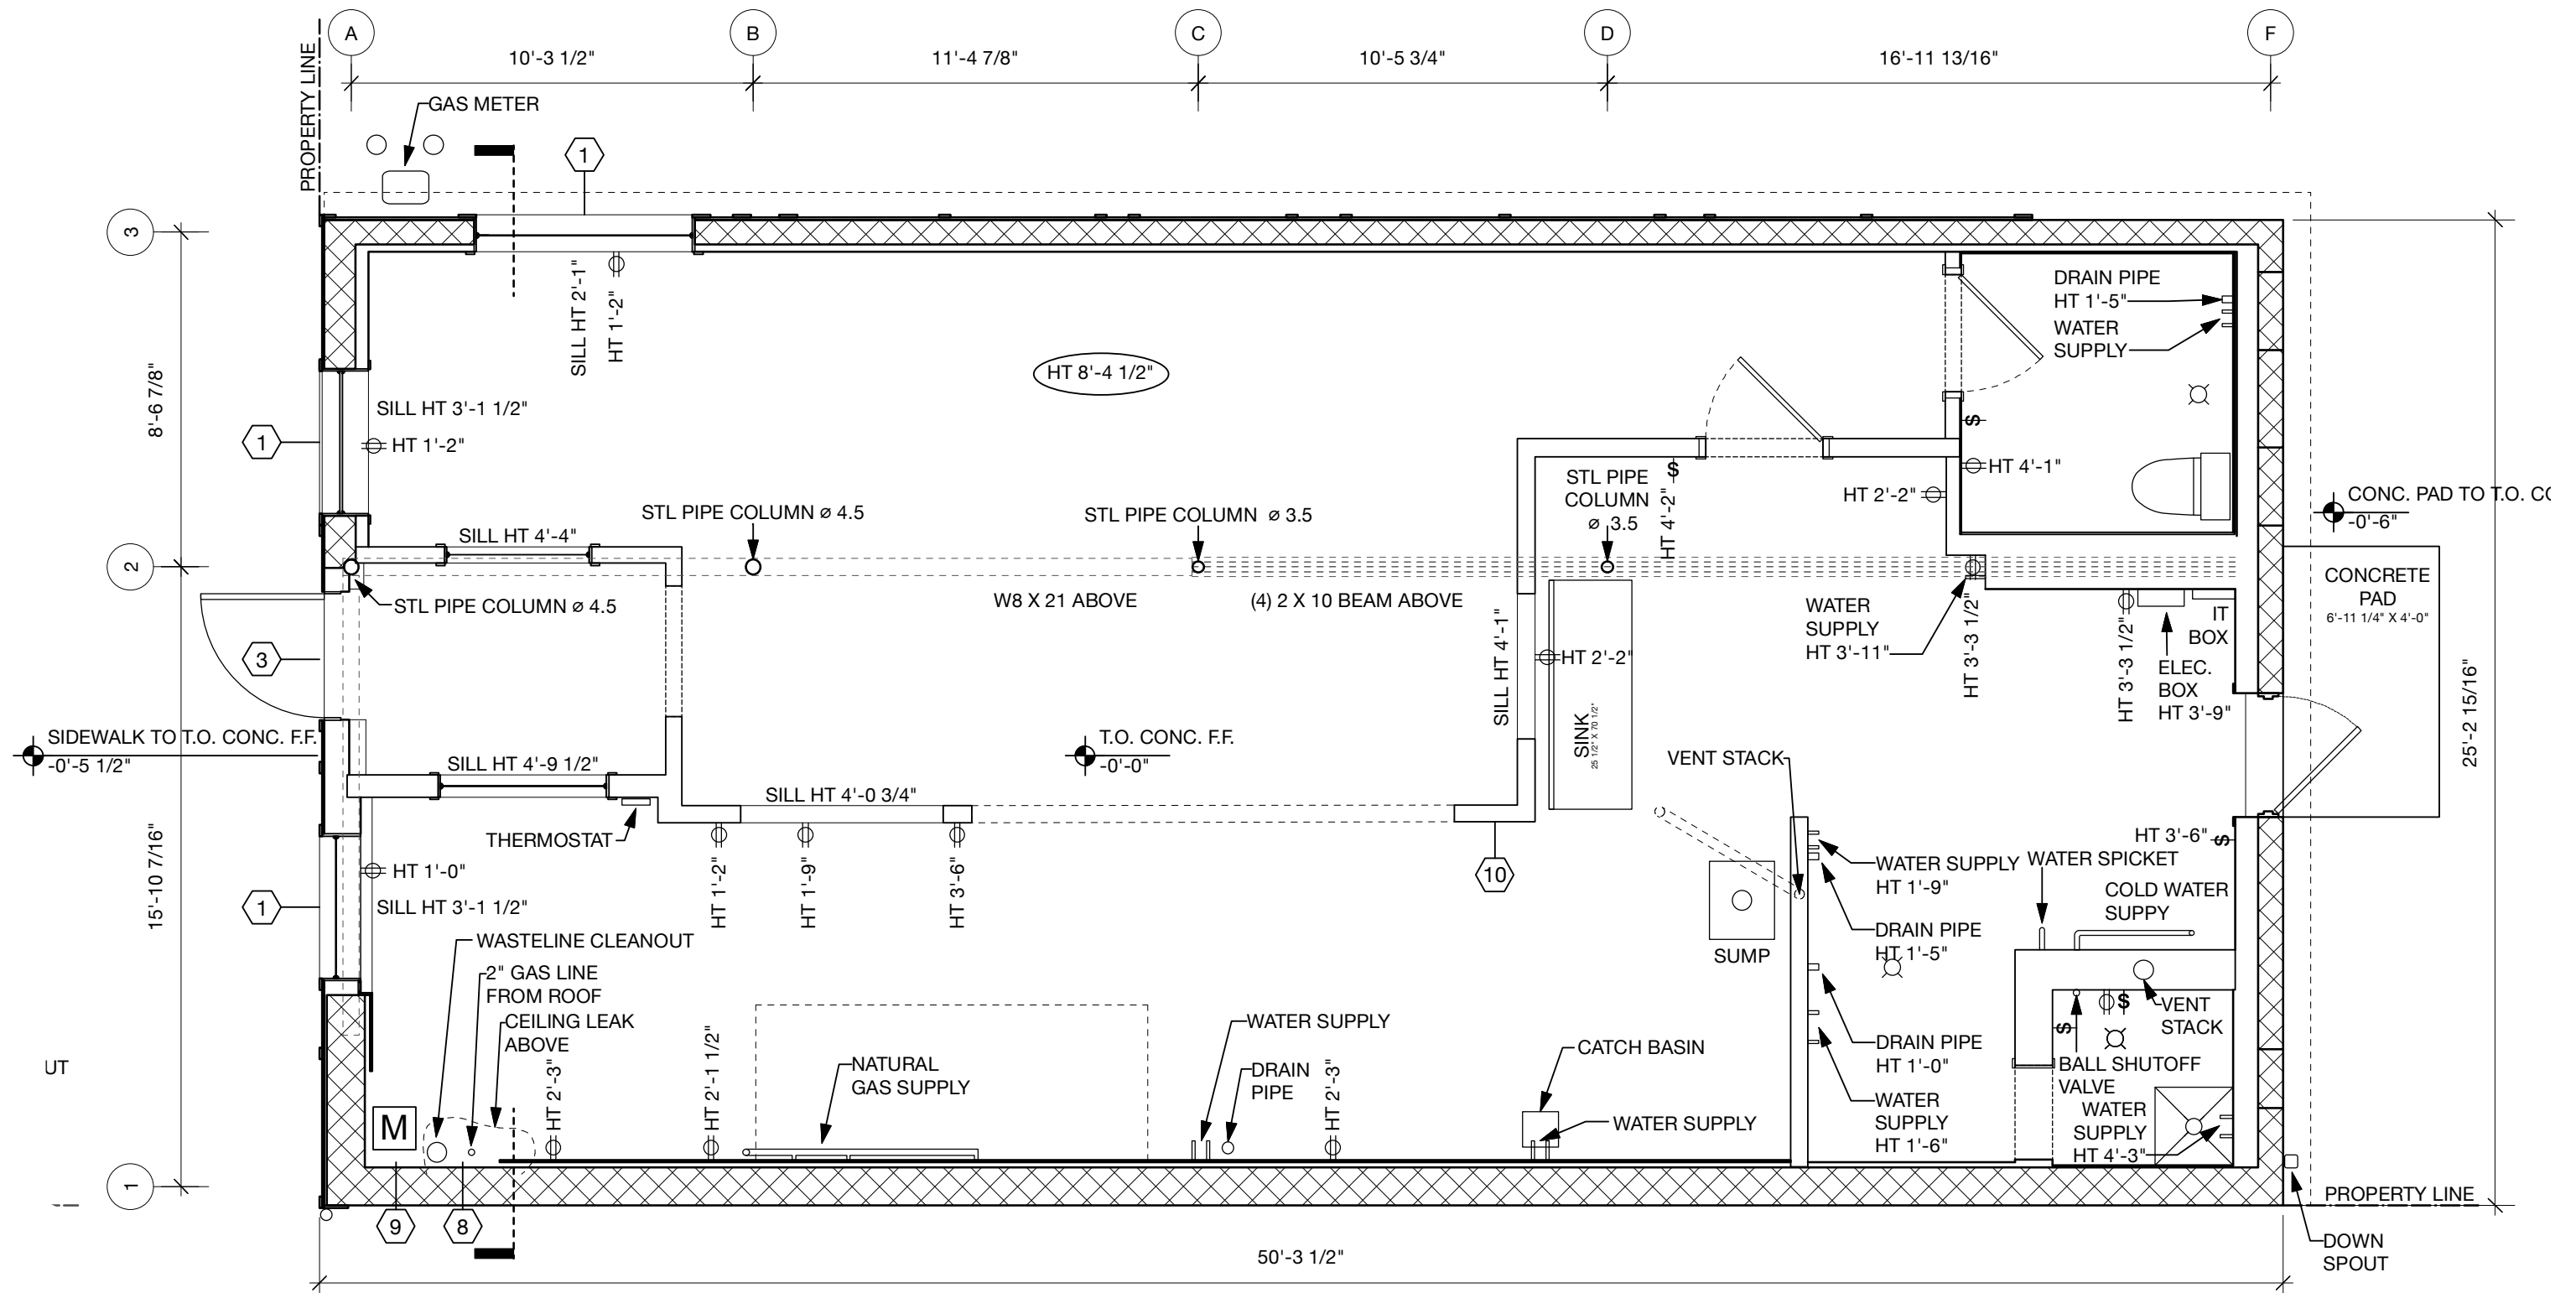 A
B
C
D
F
10'-3 1/2"
11'-4 7/8"
10'-5 3/4"
16'-11 13/16"
PROPERTY LINE
GAS METER
1
3
SILL HT 2'-1"
HT 1'-2"
DRAIN PIPE
HT 1'-5"
WATER
SUPPLY
HT 8'-4 1/2"
8'-6 7/8"
SILL HT 3'-1 1/2"
1
HT 1'-2"
$
HT 4'-1"
STL PIPE
COLUMN
⌀ 3.5
$
HT 4'-2"
HT 2'-2"
CONC. PAD TO T.O. CO
-0'-6"
STL PIPE COLUMN ⌀ 4.5
STL PIPE COLUMN ⌀ 3.5
SILL HT 4'-4"
2
STL PIPE COLUMN ⌀ 4.5
W8 X 21 ABOVE
(4) 2 X 10 BEAM ABOVE
WATER
SUPPLY
HT 3'-11"
HT 3'-3 1/2"
HT 3'-3 1/2"
IT
BOX
CONCRETE
PAD
6'-11 1/4" X 4'-0"
3
SILL HT 4'-1"
HT 2'-2"
ELEC.
BOX
HT 3'-9"
25'-2 15/16"
SINK
25 1/2" X 70 1/2"
SIDEWALK TO T.O. CONC. F.F.
-0'-5 1/2"
SILL HT 4'-9 1/2"
T.O. CONC. F.F.
-0'-0"
VENT STACK
SILL HT 4'-0 3/4"
THERMOSTAT
HT 3'-6"
$
15'-10 7/16"
HT 1'-0"
HT 1'-2"
HT 1'-9"
HT 3'-6"
10
WATER SUPPLY
HT 1'-9"
WATER SPICKET
COLD WATER
SUPPY
1
SILL HT 3'-1 1/2"
WASTELINE CLEANOUT
2" GAS LINE
FROM ROOF
CEILING LEAK
ABOVE
SUMP
DRAIN PIPE
HT 1'-5"
$
VENT
STACK
$
UT
HT 2'-3"
HT 2'-1 1/2"
NATURAL
GAS SUPPLY
WATER SUPPLY
DRAIN
PIPE
HT 2'-3"
CATCH BASIN
WATER SUPPLY
DRAIN PIPE
HT 1'-0"
WATER
SUPPLY
HT 1'-6"
BALL SHUTOFF
VALVE
WATER
SUPPLY
HT 4'-3"
M
1
9
8
PROPERTY LINE
DOWN
SPOUT
50'-3 1/2"